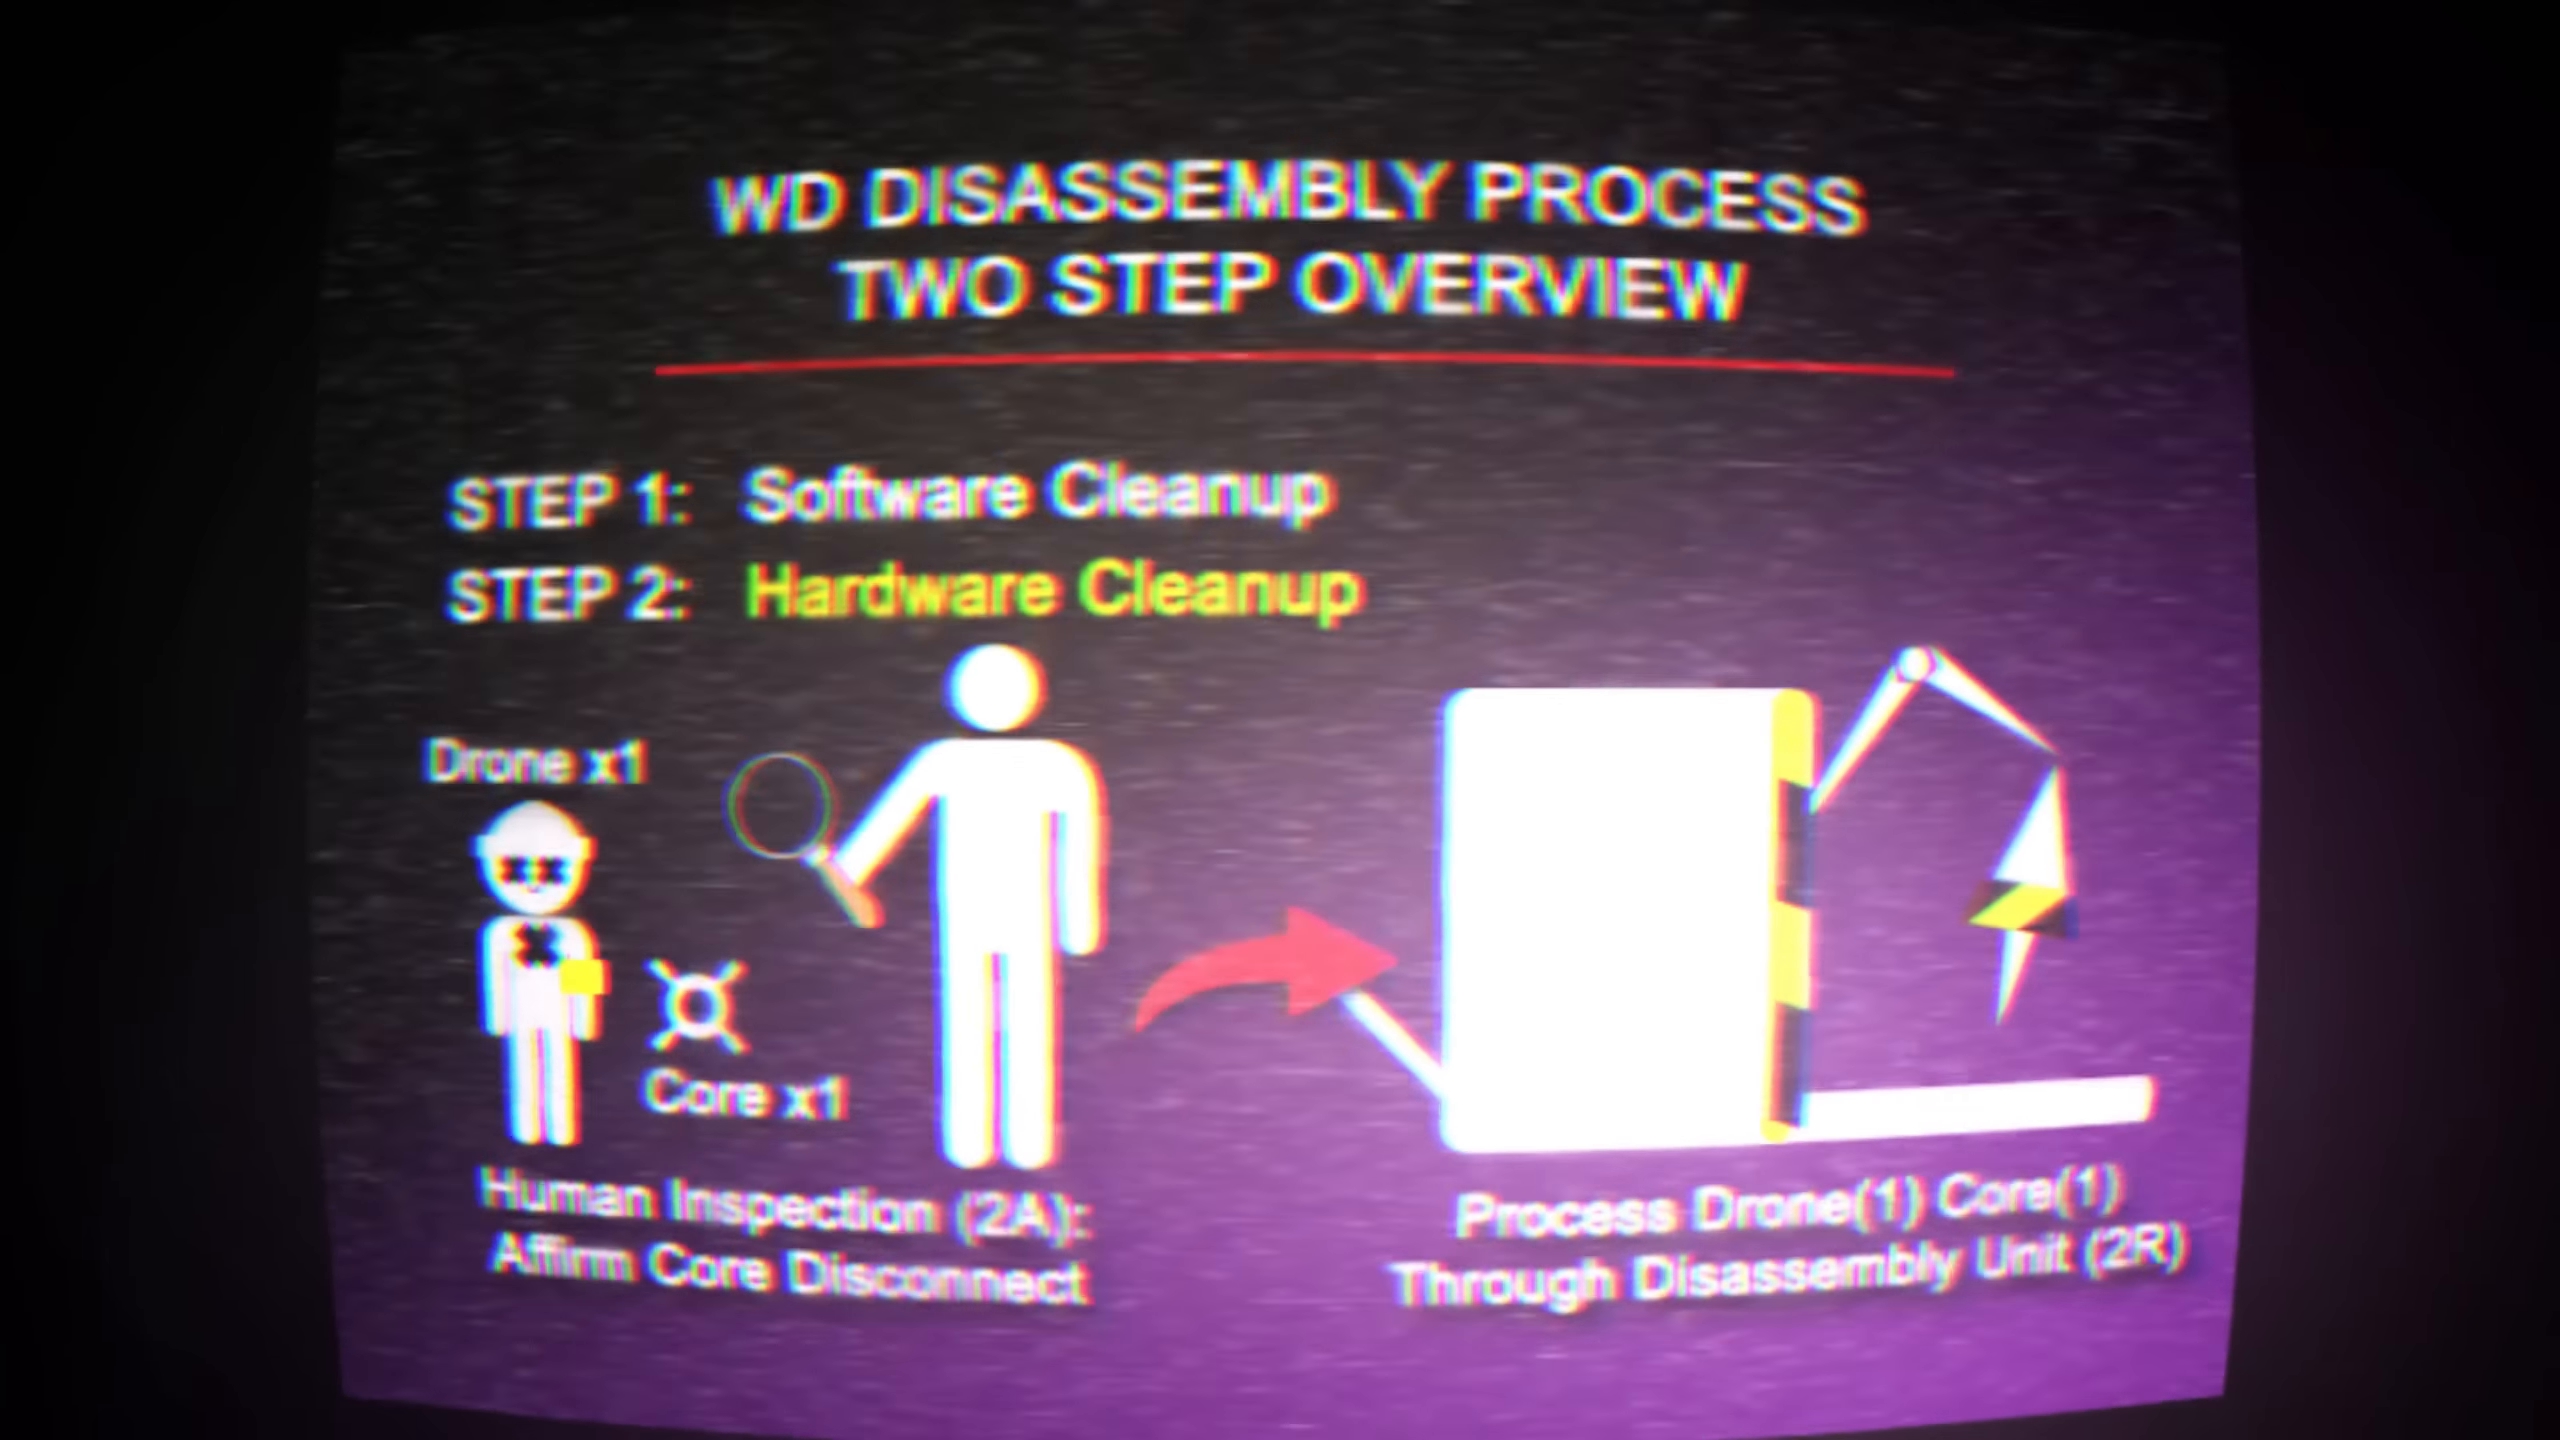 WD DISASSEMBLY PROCESS
TWO STEP OVERVIEW
STEP 1: Software Cleanup
STEP 2: Hardware Cleanup
Drone x1
Core x1
Human Inspection (2A):
Affirm Core Disconnect
Process Drone(1) Core(1)
Through Disassembly Unit (2R)